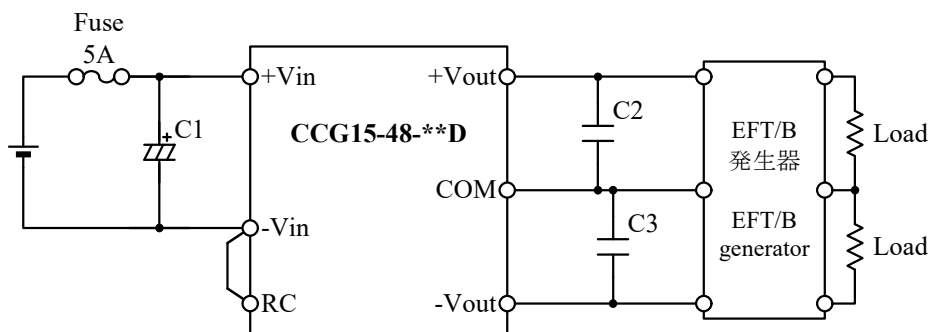 Fuse
5A
+Vin
+Vout
C1
CCG15-48-**D
C2
EFT/B
発生器
Load
COM
-Vin
C3
EFT/B
generator
Load
RC
-Vout